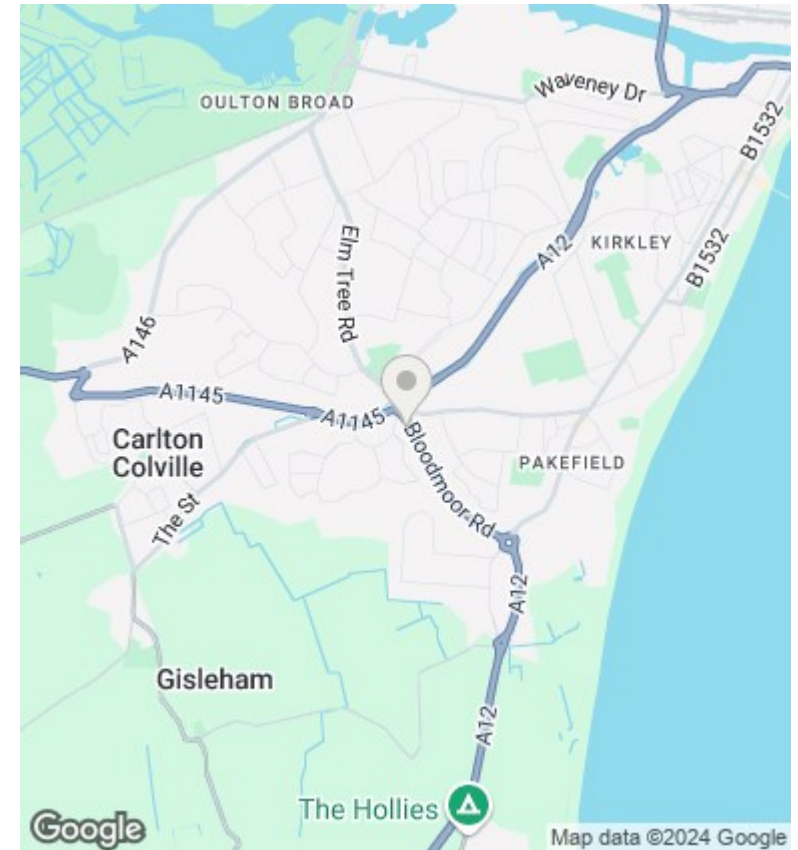 OULTON BROAD
Waveney Dr
B1532
Elm Tree Rd
A12
KIRKLEY
B1532
A146
A1145
A1145
Carlton
Colville
Bloodmoor Rd
PAKEFIELD
The St
A12
Gisleham
A12
The Hollies
Google
Map data ©2024 Google